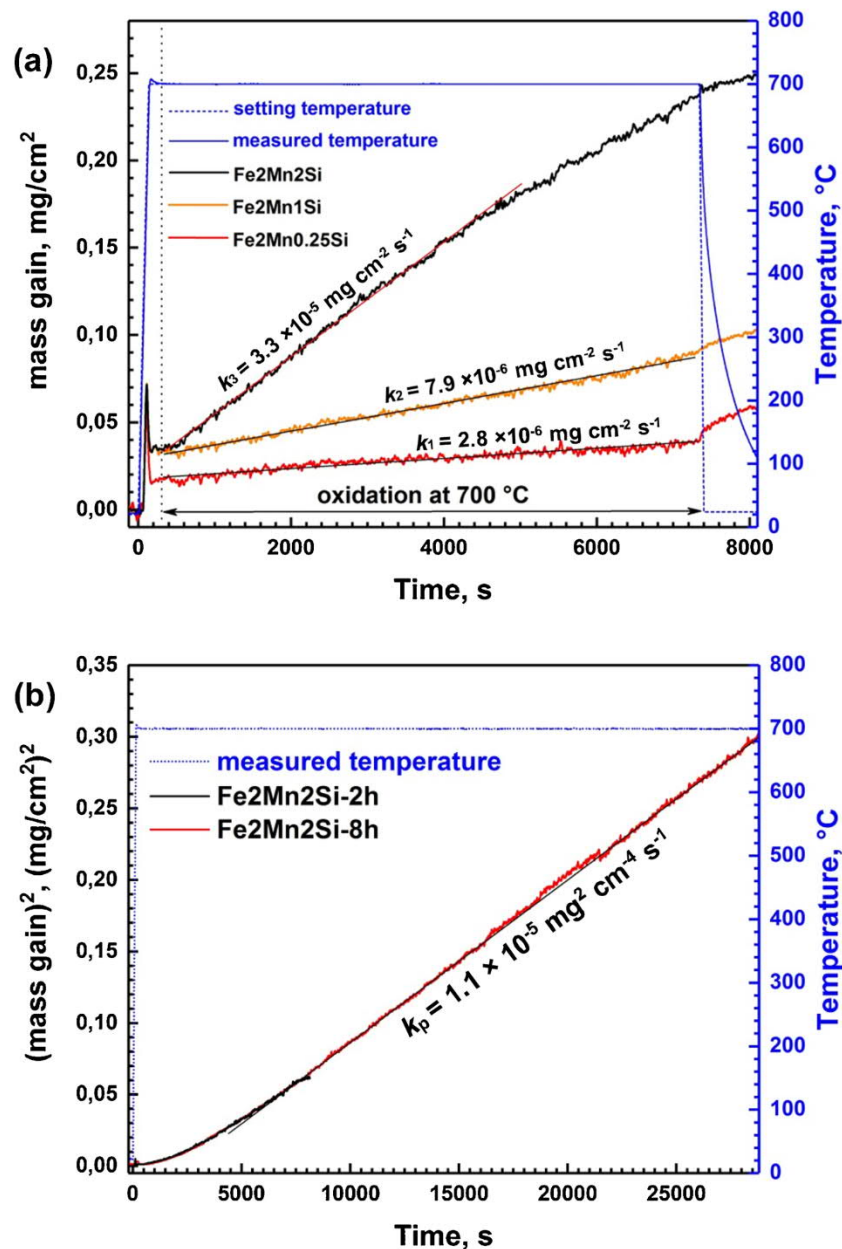 (a)
0,25
0,20
0,15
0,10
0,05
0,00
mass gain, mg/cm²
setting temperature
measured temperature
Fe2Mn2Si
Fe2Mn1Si
Fe2Mn0.25Si
k₃ = 3.3 ×10⁻⁵ mg cm⁻² s⁻¹
k₂ = 7.9 ×10⁻⁶ mg cm⁻² s⁻¹
k₁ = 2.8 ×10⁻⁶ mg cm⁻² s⁻¹
oxidation at 700 °C
800
700
600
500
400
300
200
100
0
Temperature, °C
0 2000 4000 6000 8000
Time, s
(b)
0,35
0,30
0,25
0,20
0,15
0,10
0,05
0,00
(mass gain)², (mg/cm²)²
measured temperature
Fe2Mn2Si-2h
Fe2Mn2Si-8h
kₚ = 1.1 × 10⁻⁵ mg² cm⁻⁴ s⁻¹
800
700
600
500
400
300
200
100
0
Temperature, °C
0 5000 10000 15000 20000 25000
Time, s